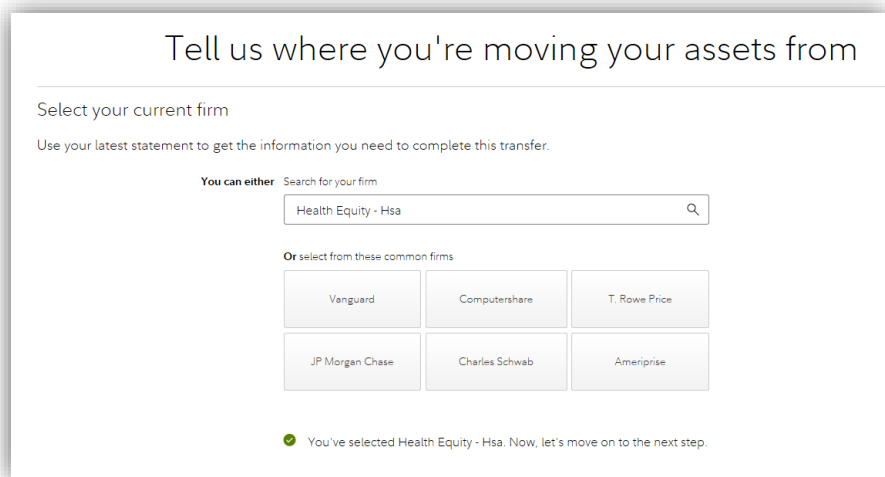 Tell us where you're moving your assets from
Select your current firm
Use your latest statement to get the information you need to complete this transfer.
You can either Search for your firm
Health Equity - Hsa
Or select from these common firms
Vanguard Computershare T. Rowe Price
JP Morgan Chase Charles Schwab Ameriprise
You've selected Health Equity - Hsa. Now, let's move on to the next step.